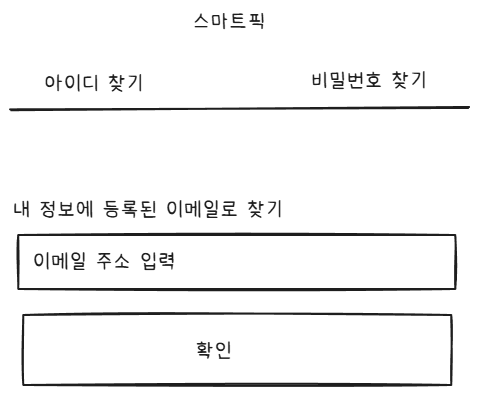 스마트픽
아이디 찾기 비밀번호 찾기
내 정보에 등록된 이메일로 찾기
이메일 주소 입력
확인